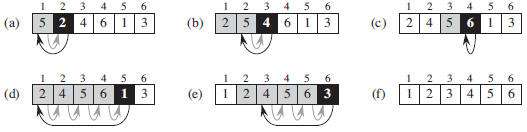 1 2 3 4 5 6
(a) 5 2 4 6 1 3
1 2 3 4 5 6
(b) 2 5 4 6 1 3
1 2 3 4 5 6
(c) 2 4 5 6 1 3
1 2 3 4 5 6
(d) 2 4 5 6 1 3
1 2 3 4 5 6
(e) 1 2 4 5 6 3
1 2 3 4 5 6
(f) 1 2 3 4 5 6